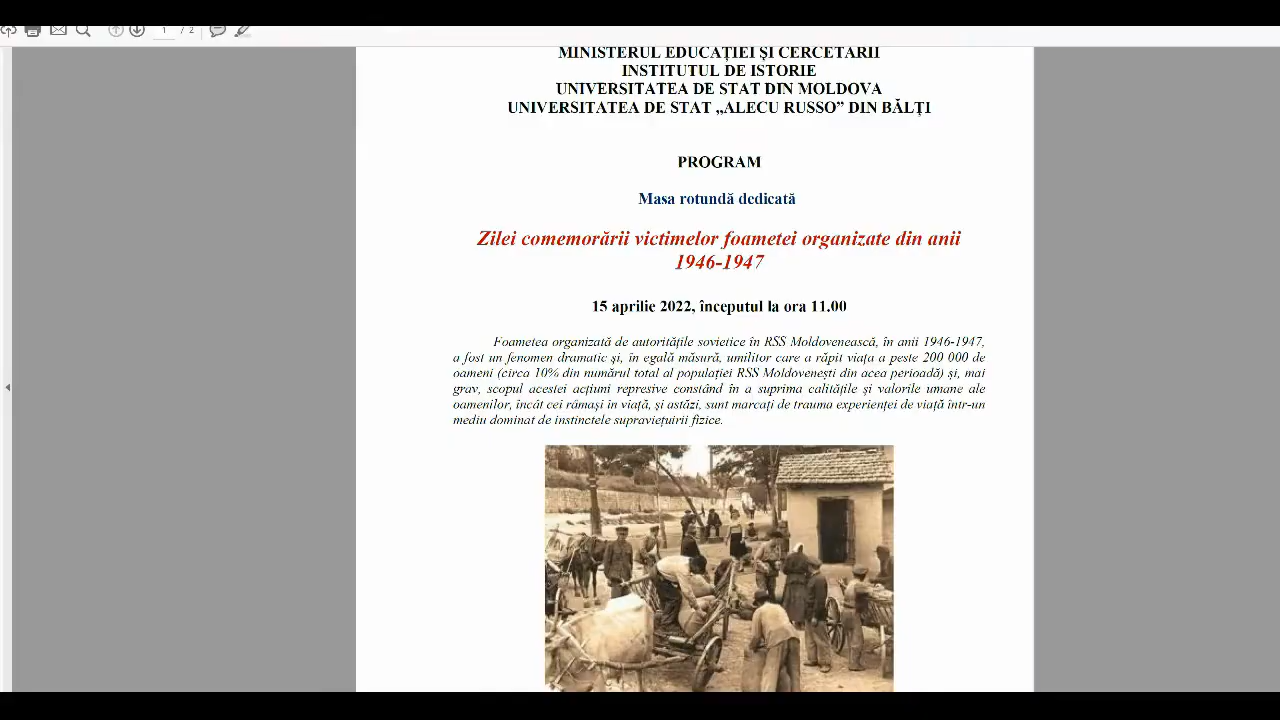 1 / 2
MINISTERUL EDUCAȚIEI ȘI CERCETĂRII
INSTITUTUL DE ISTORIE
UNIVERSITATEA DE STAT DIN MOLDOVA
UNIVERSITATEA DE STAT „ALECU RUSSO” DIN BĂLȚI
PROGRAM
Masa rotundă dedicată
Zilei comemorării victimelor foametei organizate din anii
1946-1947
15 aprilie 2022, începutul la ora 11.00
Foametea organizată de autoritățile sovietice în RSS Moldovenească, în anii 1946-1947,
a fost un fenomen dramatic și, în egală măsură, umilitor care a răpit viața a peste 200 000 de
oameni (circa 10% din numărul total al populației RSS Moldovenești din acea perioadă) și, mai
grav, scopul acestei acțiuni represive constând în a suprima calitățile și valorile umane ale
oamenilor, încât cei rămași în viață, și astăzi, sunt marcați de trauma experienței de viață într-un
mediu dominat de instinctele supraviețuirii fizice.